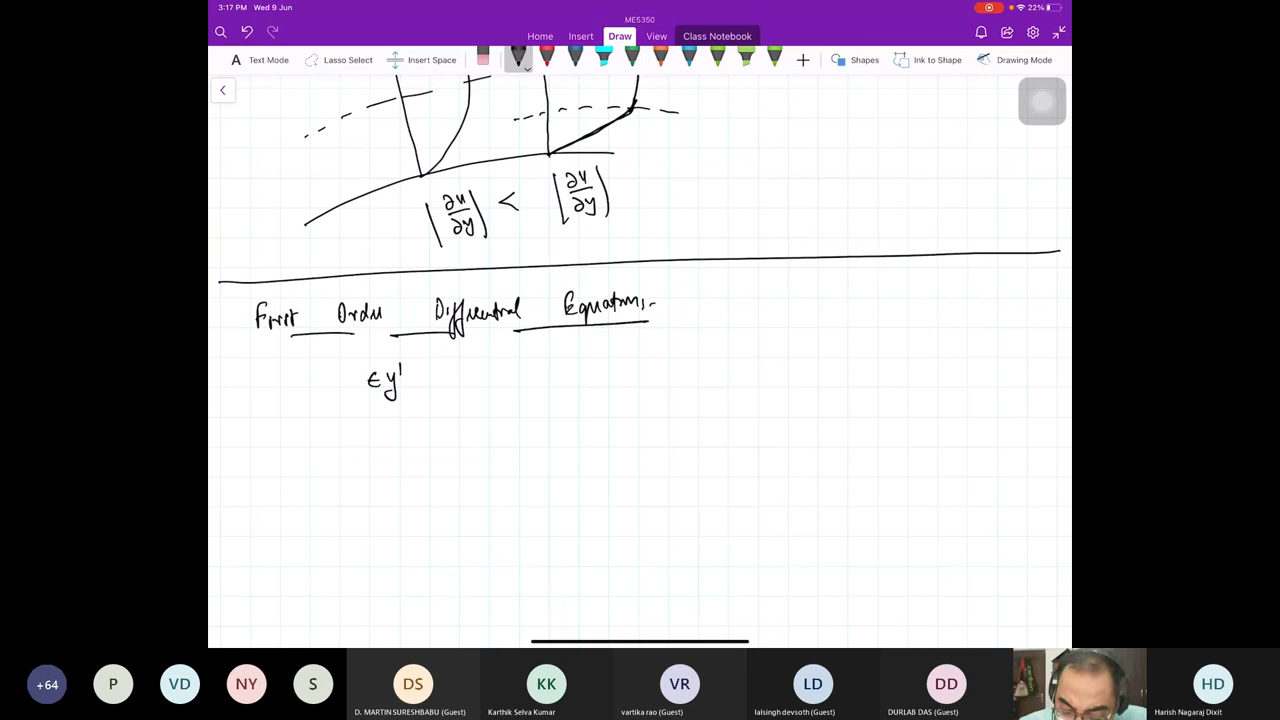 3:17 PM Wed 9 Jun
22%
ME5350
Home Insert Draw View Class Notebook
A Text Mode Lasso Select Insert Space Shapes Ink to Shape Drawing Mode
|∂u/∂y| < |∂u/∂y|
First Order Differential Equations.
ϵy'
+64 P VD NY S DS KK VR LD DD HD
D. MARTIN SURESHBABU (Guest) Karthik Selva Kumar vartika rao (Guest) lalsingh devsoth (Guest) DURLAB DAS (Guest) Harish Nagaraj Dixit